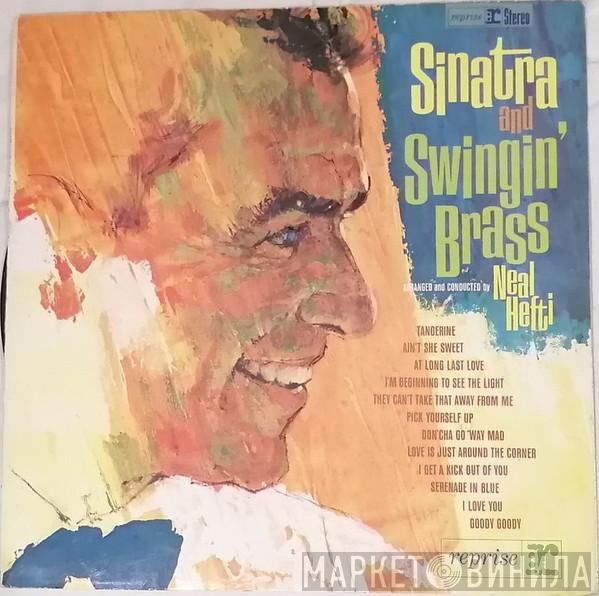 reprise R Stereo
Sinatra
and
Swingin'
Brass
ARRANGED and CONDUCTED by Neal
Hefti
TANGERINE
AIN'T SHE SWEET
AT LONG LAST LOVE
I'M BEGINNING TO SEE THE LIGHT
THEY CAN'T TAKE THAT AWAY FROM ME
PICK YOURSELF UP
DON'CHA GO 'WAY MAD
LOVE IS JUST AROUND THE CORNER
I GET A KICK OUT OF YOU
SERENADE IN BLUE
I LOVE YOU
GOODY GOODY
reprise R
МАРКЕТ ВИНИЛА